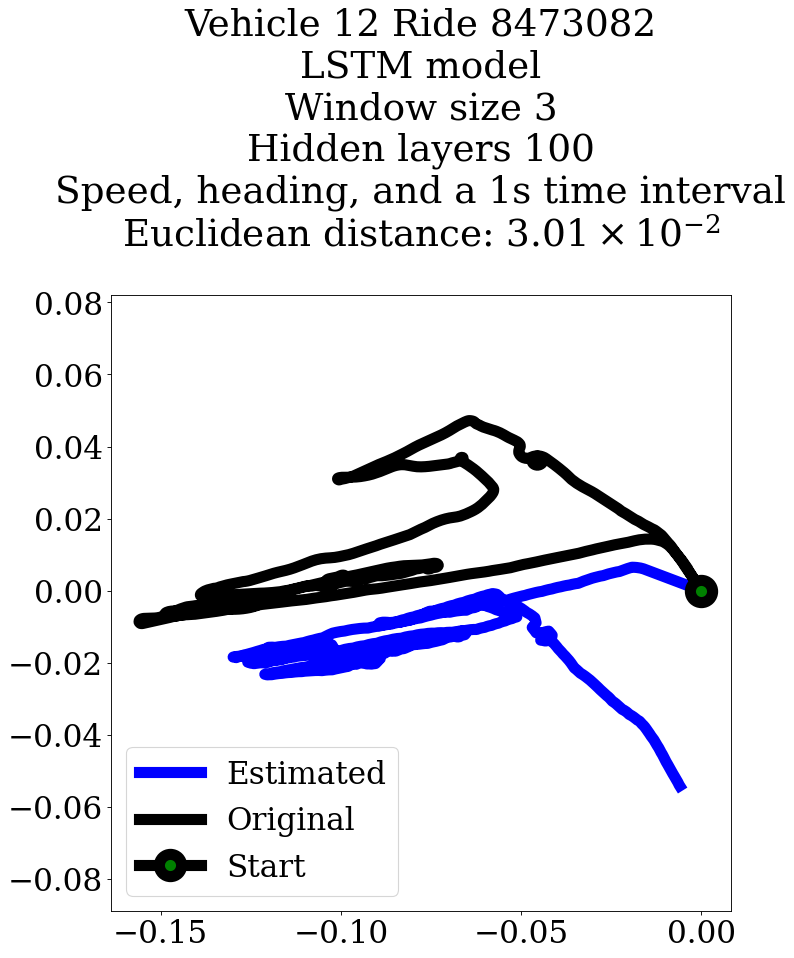 Vehicle 12 Ride 8473082
LSTM model
Window size 3
Hidden layers 100
Speed, heading, and a 1s time interval
Euclidean distance: 3.01 × 10⁻²
0.08
0.06
0.04
0.02
0.00
−0.02
−0.04
−0.06
−0.08
Estimated
Original
Start
−0.15 −0.10 −0.05 0.00